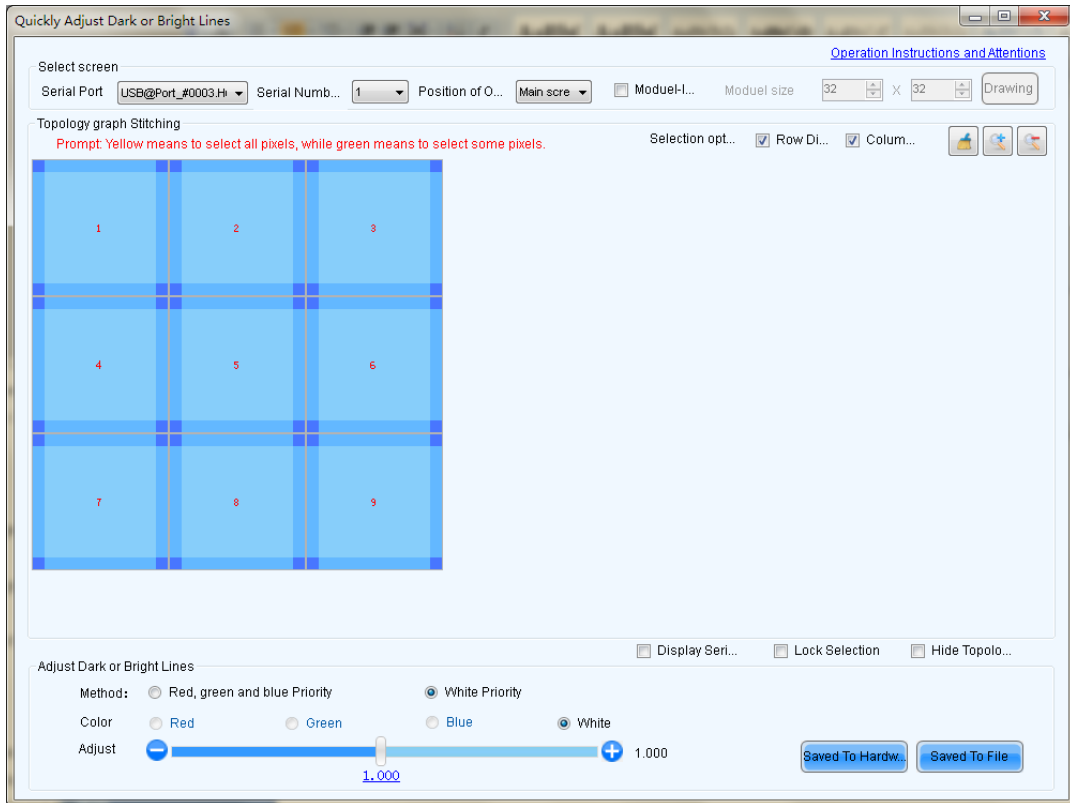 Quickly Adjust Dark or Bright Lines
Operation Instructions and Attentions
Select screen
Serial Port USB@Port_#0003.Hu Serial Numb... 1 Position of O... Main scre Moduel-I... Moduel size 32 X 32 Drawing
Topology graph Stitching
Prompt: Yellow means to select all pixels, while green means to select some pixels. Selection opt... Row Di... Colum...
1 2 3
4 5 6
7 8 9
Display Seri... Lock Selection Hide Topolo...
Adjust Dark or Bright Lines
Method: Red, green and blue Priority White Priority
Color Red Green Blue White
Adjust 1.000
1.000
Saved To Hardw... Saved To File